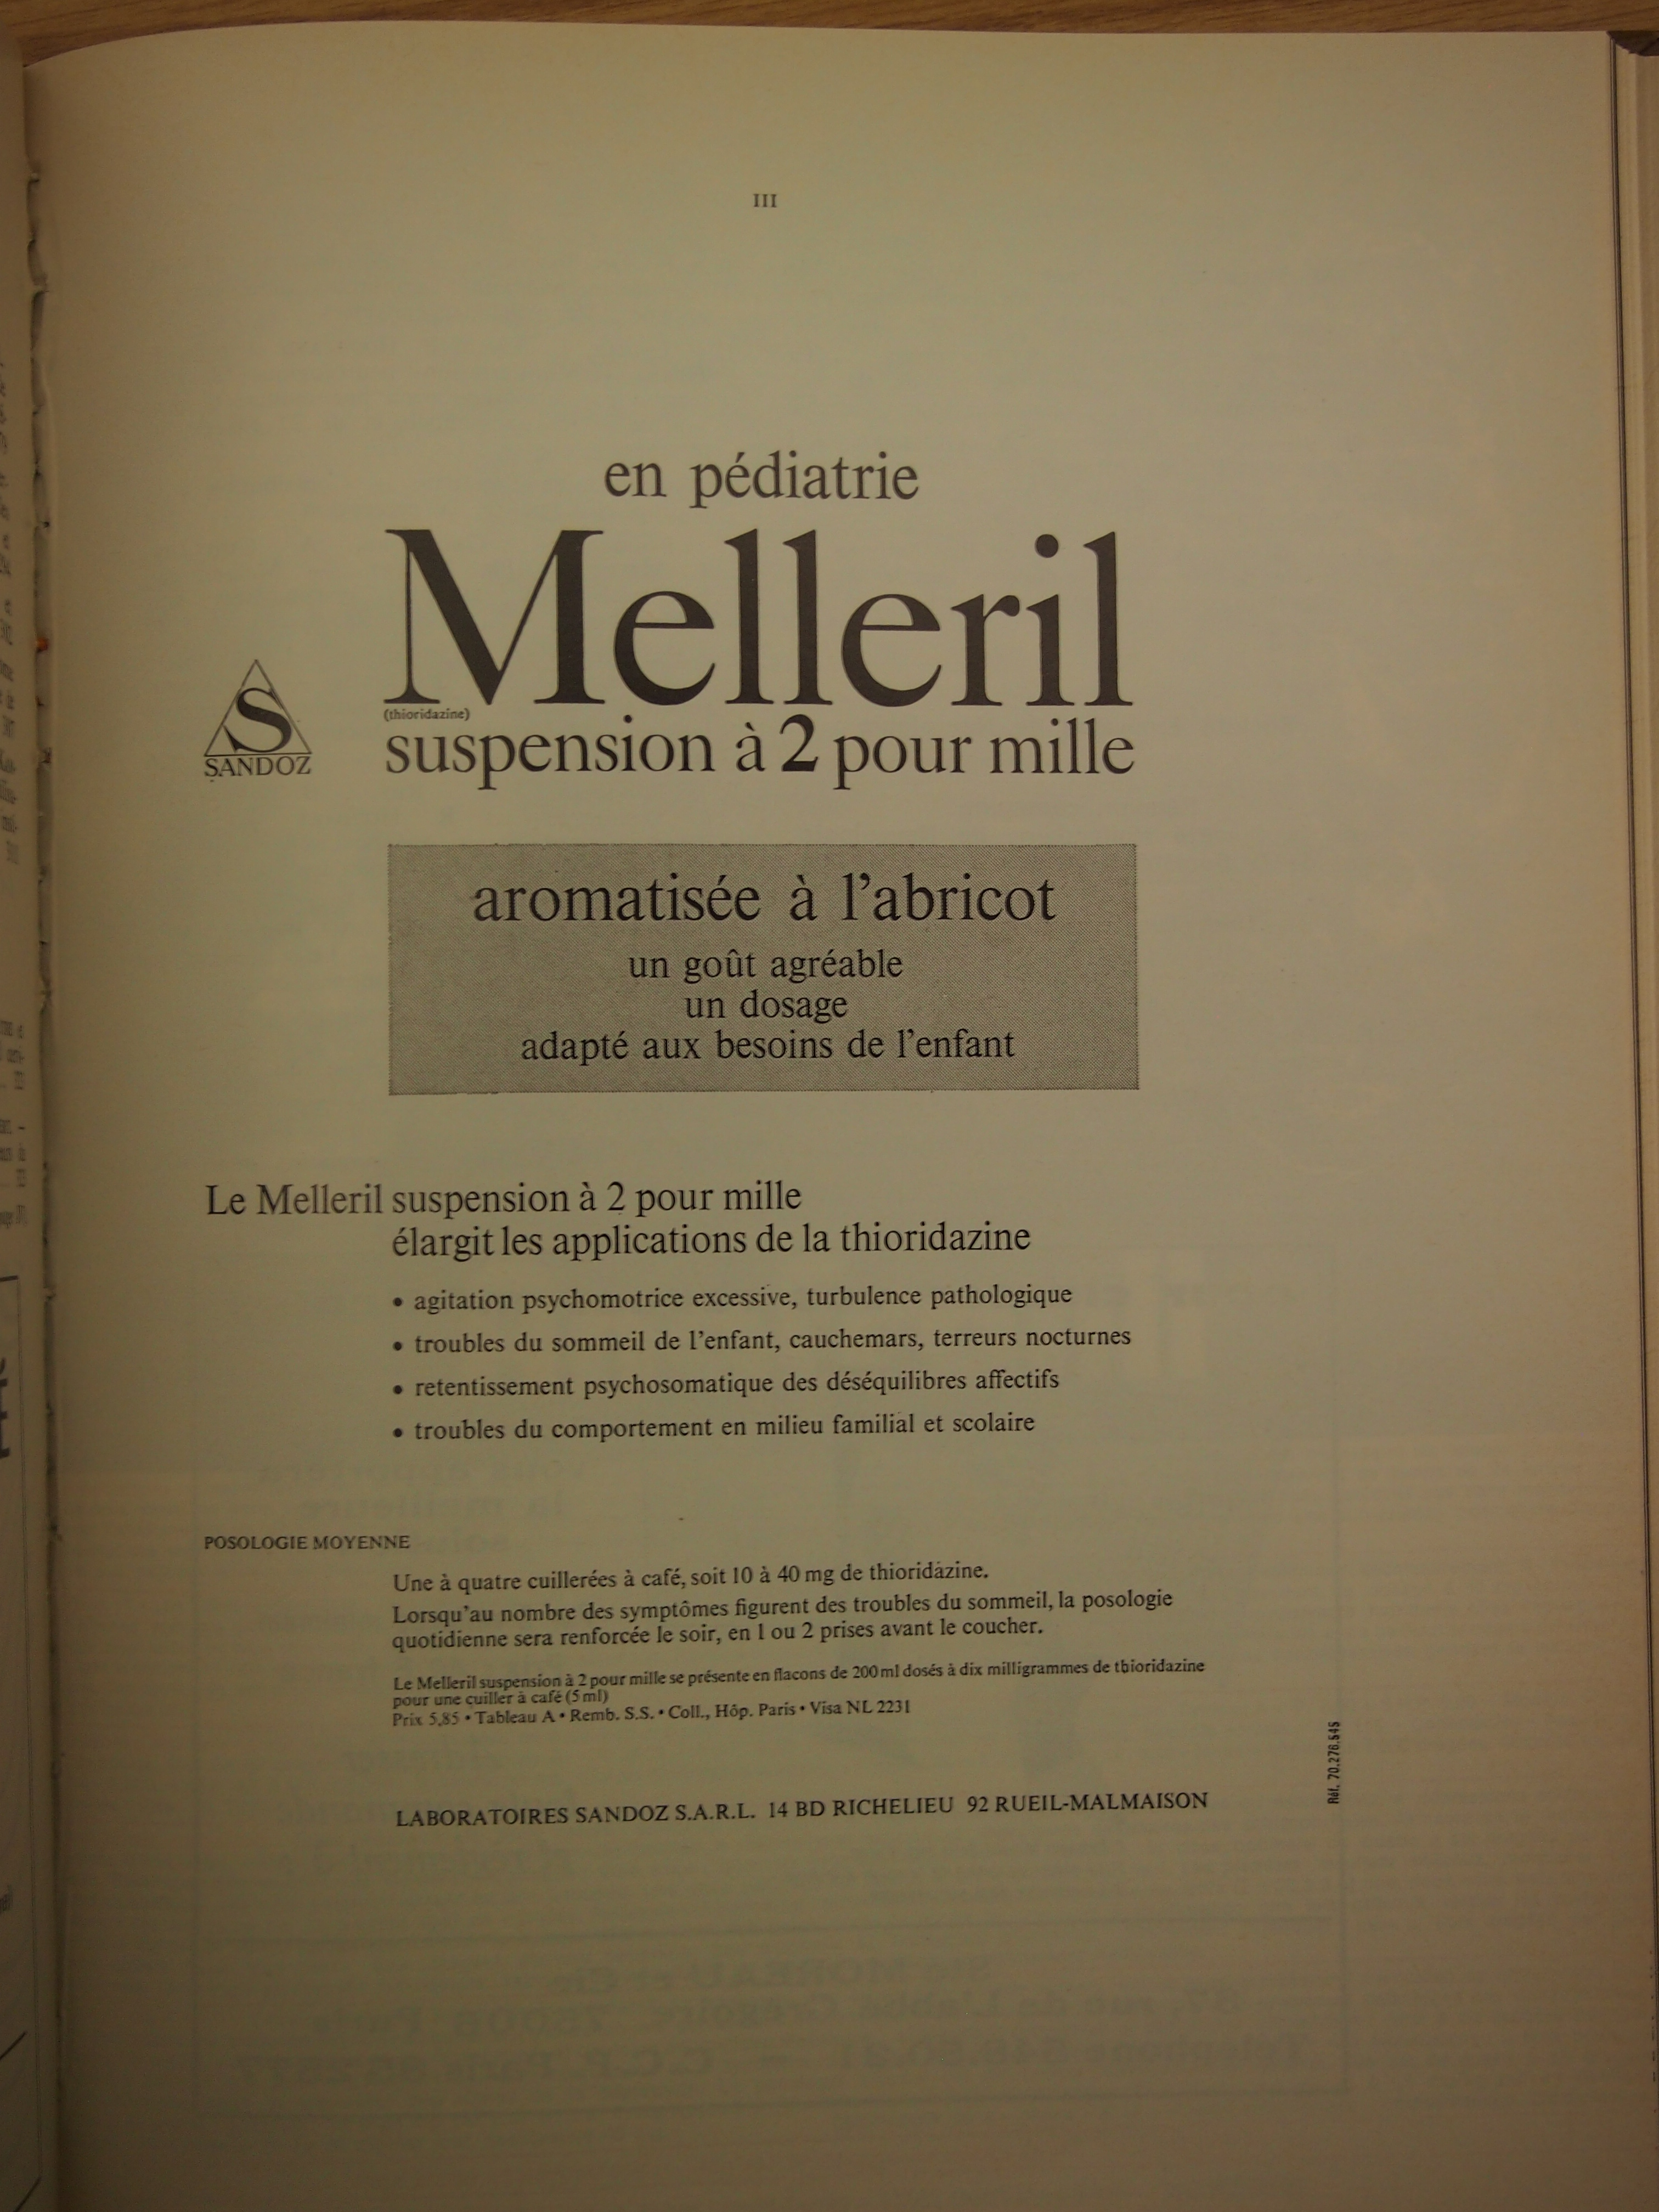 III
en pédiatrie
Melleril
(thioridazine)
suspension à 2 pour mille
S
SANDOZ
aromatisée à l'abricot
un goût agréable
un dosage
adapté aux besoins de l'enfant
Le Melleril suspension à 2 pour mille
élargit les applications de la thioridazine
• agitation psychomotrice excessive, turbulence pathologique
• troubles du sommeil de l'enfant, cauchemars, terreurs nocturnes
• retentissement psychosomatique des déséquilibres affectifs
• troubles du comportement en milieu familial et scolaire
POSOLOGIE MOYENNE
Une à quatre cuillerées à café, soit 10 à 40 mg de thioridazine.
Lorsqu'au nombre des symptômes figurent des troubles du sommeil, la posologie
quotidienne sera renforcée le soir, en 1 ou 2 prises avant le coucher.
Le Melleril suspension à 2 pour mille se présente en flacons de 200 ml dosés à dix milligrammes de thioridazine
pour une cuiller à café (5 ml)
Prix 5,85 • Tableau A • Remb. S.S. • Coll., Hôp. Paris • Visa NL 2231
Réf. 70.276.545
LABORATOIRES SANDOZ S.A.R.L. 14 BD RICHELIEU 92 RUEIL-MALMAISON